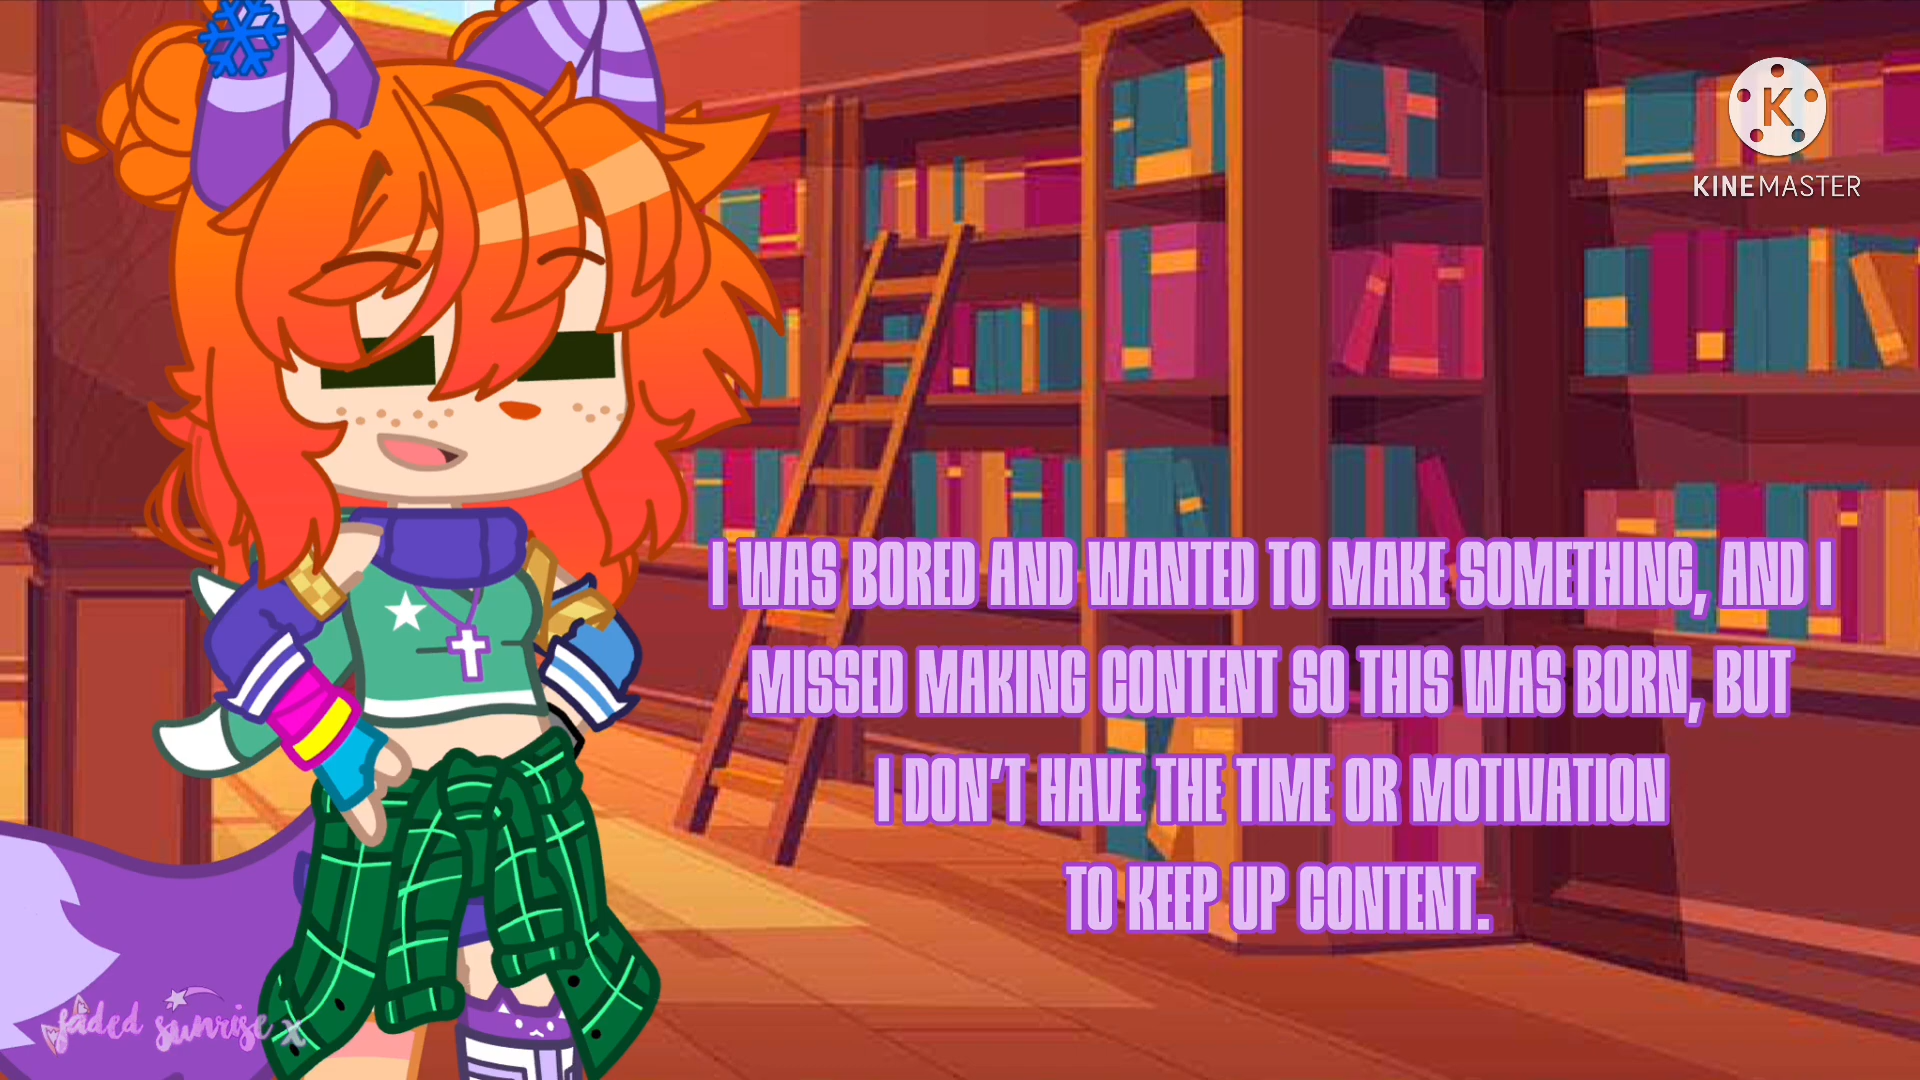 K
KINEMASTER
I WAS BORED AND WANTED TO MAKE SOMETHING, AND I
MISSED MAKING CONTENT SO THIS WAS BORN, BUT
I DON'T HAVE THE TIME OR MOTIVATION
TO KEEP UP CONTENT.
faded sunrise x